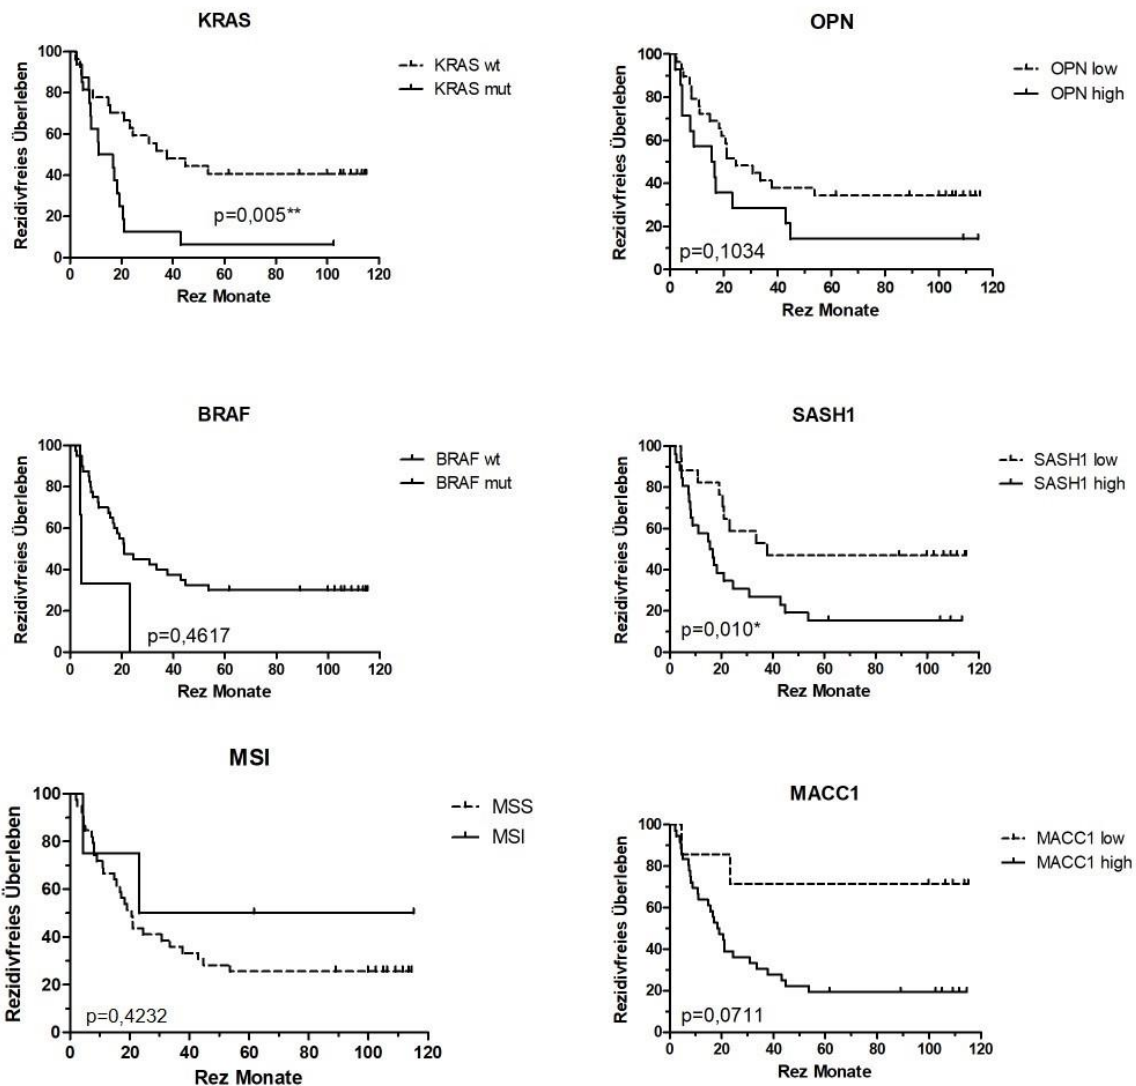 KRAS
KRAS wt
KRAS mut
Rezidivfreies Überleben
100
80
60
40
20
0
p=0,005**
0 20 40 60 80 100 120
Rez Monate
OPN
OPN low
OPN high
Rezidivfreies Überleben
100
80
60
40
20
0
p=0,1034
0 20 40 60 80 100 120
Rez Monate
BRAF
BRAF wt
BRAF mut
Rezidivfreies Überleben
100
80
60
40
20
0
p=0,4617
0 20 40 60 80 100 120
Rez Monate
SASH1
SASH1 low
SASH1 high
Rezidivfreies Überleben
100
80
60
40
20
0
p=0,010*
0 20 40 60 80 100 120
Rez Monate
MSI
MSS
MSI
Rezidivfreies Überleben
100
80
60
40
20
0
p=0,4232
0 20 40 60 80 100 120
Rez Monate
MACC1
MACC1 low
MACC1 high
Rezidivfreies Überleben
100
80
60
40
20
0
p=0,0711
0 20 40 60 80 100 120
Rez Monate